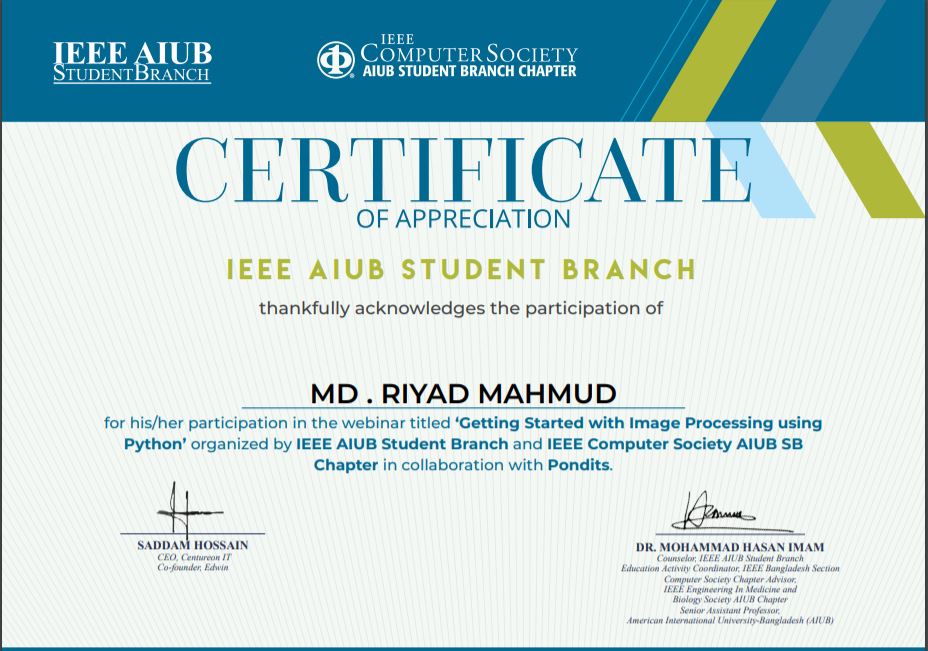 IEEE AIUB
STUDENTBRANCH
IEEE
COMPUTER SOCIETY
AIUB STUDENT BRANCH CHAPTER
CERTIFICATE
OF APPRECIATION
IEEE AIUB STUDENT BRANCH
thankfully acknowledges the participation of
MD . RIYAD MAHMUD
for his/her participation in the webinar titled ‘Getting Started with Image Processing using
Python’ organized by IEEE AIUB Student Branch and IEEE Computer Society AIUB SB
Chapter in collaboration with Pondits.
SADDAM HOSSAIN
CEO, Centureon IT
Co-founder, Edwin
DR. MOHAMMAD HASAN IMAM
Counselor, IEEE AIUB Student Branch
Education Activity Coordinator, IEEE Bangladesh Section
Computer Society Chapter Advisor,
IEEE Engineering In Medicine and
Biology Society AIUB Chapter
Senior Assistant Professor,
American International University-Bangladesh (AIUB)